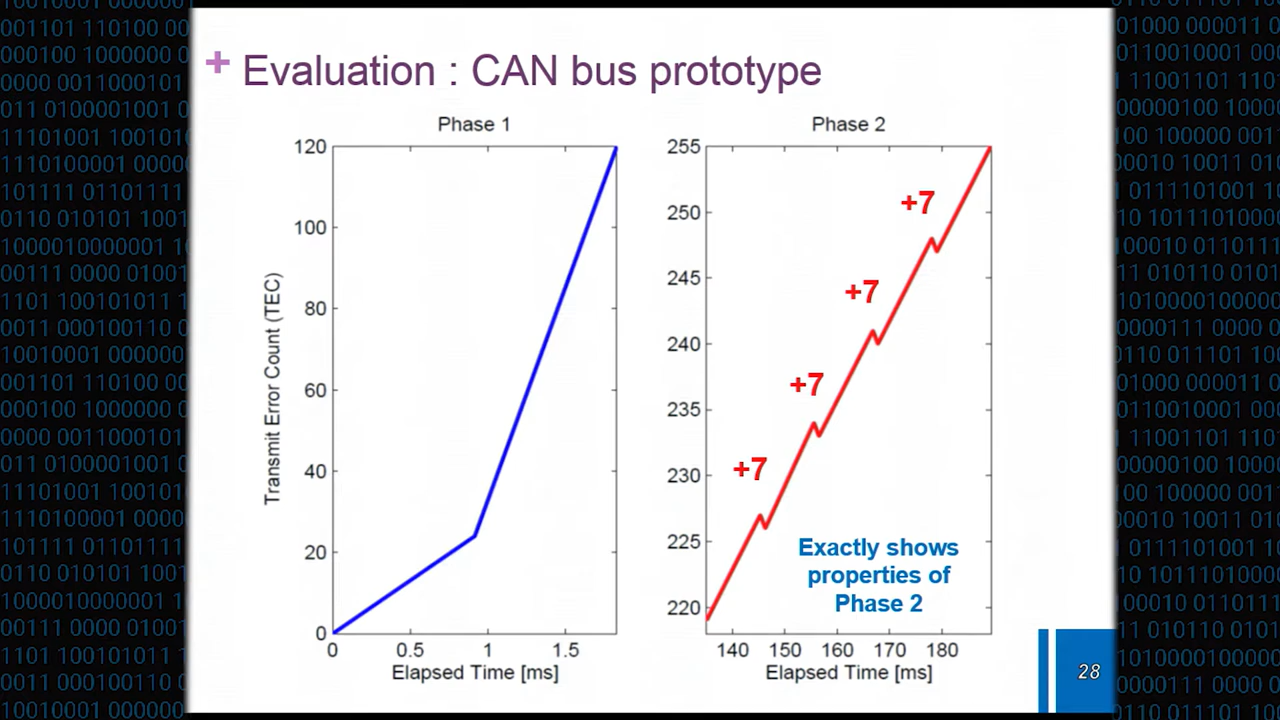 + Evaluation : CAN bus prototype
Phase 1
120
100
80
60
40
20
0
Transmit Error Count (TEC)
0 0.5 1 1.5
Elapsed Time [ms]
Phase 2
255
250
245
240
235
230
225
220
+7
+7
+7
+7
Exactly shows
properties of
Phase 2
140 150 160 170 180
Elapsed Time [ms]
28